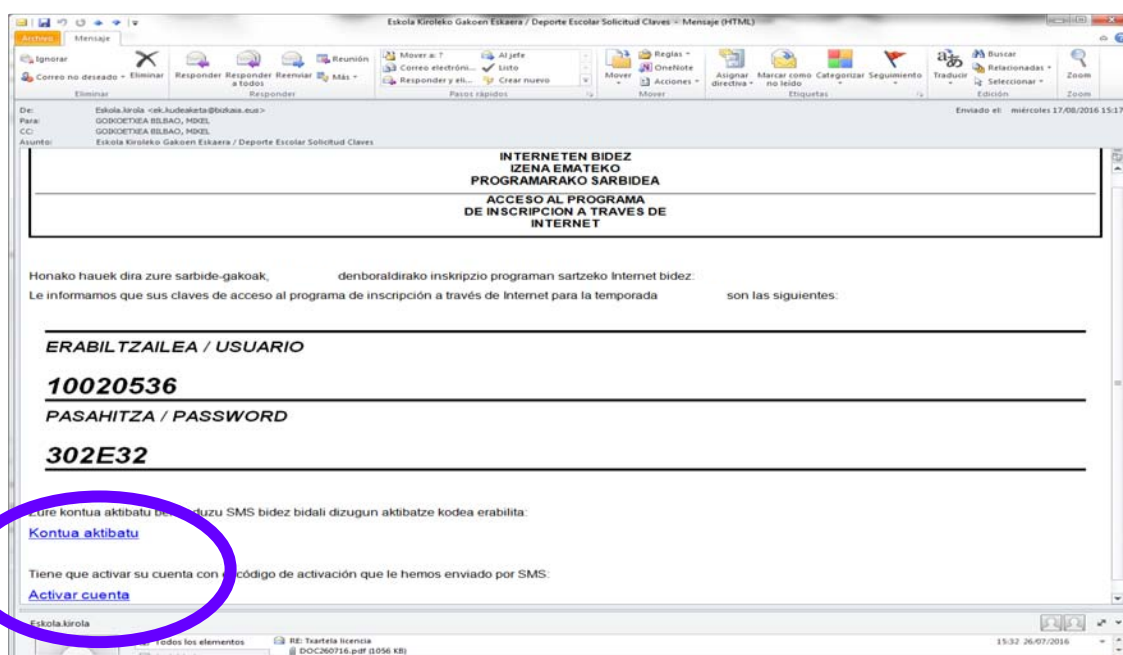 Eskola Kiroleko Gakoen Eskaera / Deporte Escolar Solicitud Claves - Mensaje (HTML)
Archivo Mensaje
Ignorar
Correo no deseado
Eliminar
Responder
Responder a todos
Reenviar
Reunión
Más
Mover a: ?
Correo electróni...
Responder y eli...
Al jefe
Listo
Crear nuevo
Mover
Reglas
OneNote
Acciones
Asignar directiva
Marcar como no leído
Categorizar
Seguimiento
Traducir
Buscar
Relacionadas
Seleccionar
Zoom
Eliminar Responder Pasos rápidos Mover Etiquetas Edición Zoom
De: Eskola.kirola <ek.kudeaketa@bizkaia.eus> Enviado el: miércoles 17/08/2016 15:17
Para: GOIKOETXEA BILBAO, MIKEL
CC: GOIKOETXEA BILBAO, MIKEL
Asunto: Eskola Kiroleko Gakoen Eskaera / Deporte Escolar Solicitud Claves
INTERNETEN BIDEZ
IZENA EMATEKO
PROGRAMARAKO SARBIDEA
ACCESO AL PROGRAMA
DE INSCRIPCION A TRAVES DE
INTERNET
Honako hauek dira zure sarbide-gakoak, denboraldirako inskripzio programan sartzeko Internet bidez:
Le informamos que sus claves de acceso al programa de inscripción a través de Internet para la temporada son las siguientes:
ERABILTZAILEA / USUARIO
10020536
PASAHITZA / PASSWORD
302E32
Zure kontua aktibatu duzu SMS bidez bidali dizugun aktibatze kodea erabilita:
Kontua aktibatu
Tiene que activar su cuenta con código de activación que le hemos enviado por SMS:
Activar cuenta
Eskola.kirola
Todos los elementos
RE: Txartela licencia 15:32 26/07/2016
DOC260716.pdf (1056 KB)